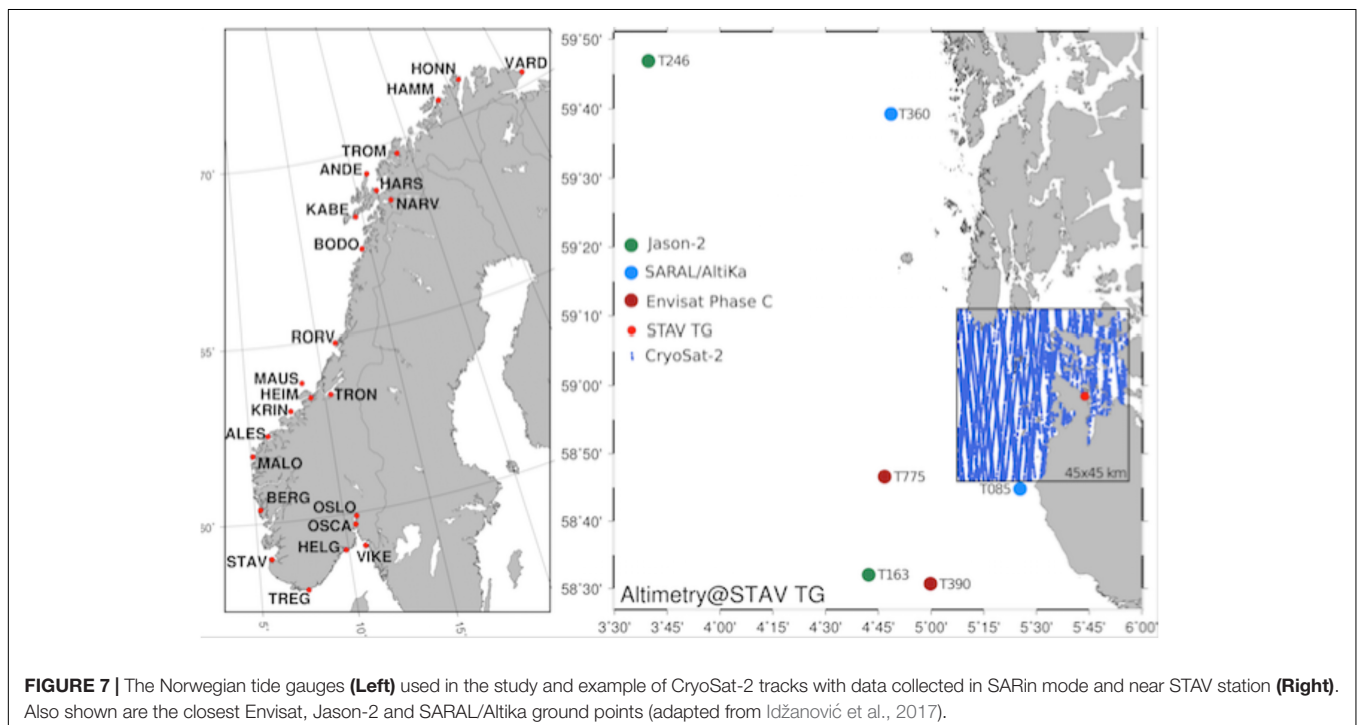 HONN
VARD
HAMM
TROM
ANDE
HARS
KABE
NARV
BODO
RORV
MAUS
HEIM
TRON
KRIN
ALES
MALO
BERG
OSLO
OSCA
HELG
VIKE
STAV
TREG
70°
65°
60°
5°
10°
15°
59°50'
59°40'
59°30'
59°20'
59°10'
59°00'
58°50'
58°40'
58°30'
T246
T360
Jason-2
SARAL/AltiKa
Envisat Phase C
STAV TG
CryoSat-2
45x45 km
T775
T085
T163
T390
Altimetry@STAV TG
3°30' 3°45' 4°00' 4°15' 4°30' 4°45' 5°00' 5°15' 5°30' 5°45' 6°00'
FIGURE 7 | The Norwegian tide gauges (Left) used in the study and example of CryoSat-2 tracks with data collected in SARin mode and near STAV station (Right).
Also shown are the closest Envisat, Jason-2 and SARAL/Altika ground points (adapted from Idžanović et al., 2017).